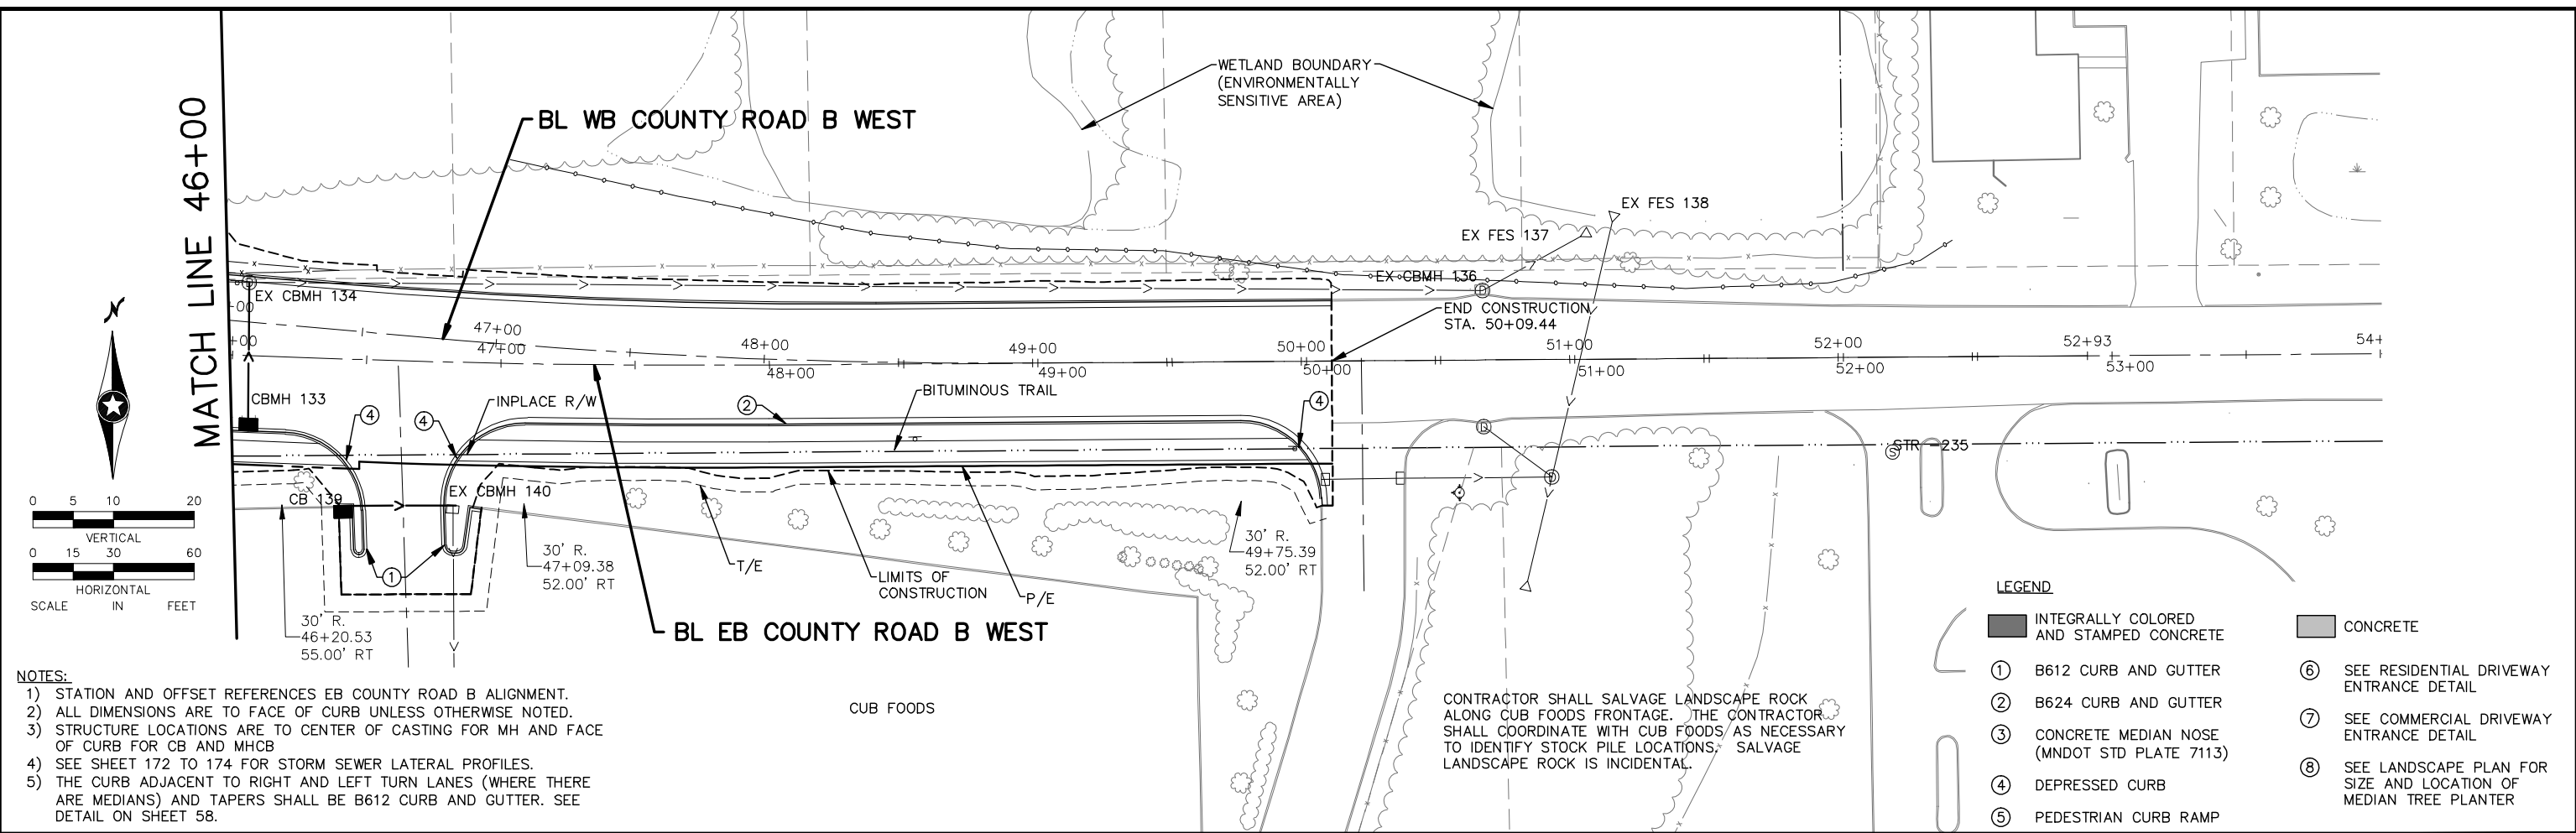 WETLAND BOUNDARY
(ENVIRONMENTALLY
SENSITIVE AREA)
BL WB COUNTY ROAD B WEST
MATCH LINE 46+00
EX FES 138
EX FES 137
EX CBMH 136
EX CBMH 134
END CONSTRUCTION
STA. 50+09.44
N
+00
47+00
48+00
49+00
50+00
51+00
52+00
52+93
54+
+00
47+00
48+00
49+00
50+00
51+00
52+00
53+00
CBMH 133
4
4
INPLACE R/W
2
BITUMINOUS TRAIL
4
STR 235
CB 139
EX CBMH 140
0 5 10 20
VERTICAL
0 15 30 60
HORIZONTAL
SCALE IN FEET
1
30' R.
46+20.53
55.00' RT
30' R.
47+09.38
52.00' RT
T/E
LIMITS OF
CONSTRUCTION
P/E
30' R.
49+75.39
52.00' RT
BL EB COUNTY ROAD B WEST
NOTES:
1) STATION AND OFFSET REFERENCES EB COUNTY ROAD B ALIGNMENT.
2) ALL DIMENSIONS ARE TO FACE OF CURB UNLESS OTHERWISE NOTED.
3) STRUCTURE LOCATIONS ARE TO CENTER OF CASTING FOR MH AND FACE
OF CURB FOR CB AND MHCB
4) SEE SHEET 172 TO 174 FOR STORM SEWER LATERAL PROFILES.
5) THE CURB ADJACENT TO RIGHT AND LEFT TURN LANES (WHERE THERE
ARE MEDIANS) AND TAPERS SHALL BE B612 CURB AND GUTTER. SEE
DETAIL ON SHEET 58.
CUB FOODS
CONTRACTOR SHALL SALVAGE LANDSCAPE ROCK
ALONG CUB FOODS FRONTAGE. THE CONTRACTOR
SHALL COORDINATE WITH CUB FOODS AS NECESSARY
TO IDENTIFY STOCK PILE LOCATIONS. SALVAGE
LANDSCAPE ROCK IS INCIDENTAL.
LEGEND
INTEGRALLY COLORED
AND STAMPED CONCRETE
1 B612 CURB AND GUTTER
2 B624 CURB AND GUTTER
3 CONCRETE MEDIAN NOSE
(MNDOT STD PLATE 7113)
4 DEPRESSED CURB
5 PEDESTRIAN CURB RAMP
CONCRETE
6 SEE RESIDENTIAL DRIVEWAY
ENTRANCE DETAIL
7 SEE COMMERCIAL DRIVEWAY
ENTRANCE DETAIL
8 SEE LANDSCAPE PLAN FOR
SIZE AND LOCATION OF
MEDIAN TREE PLANTER